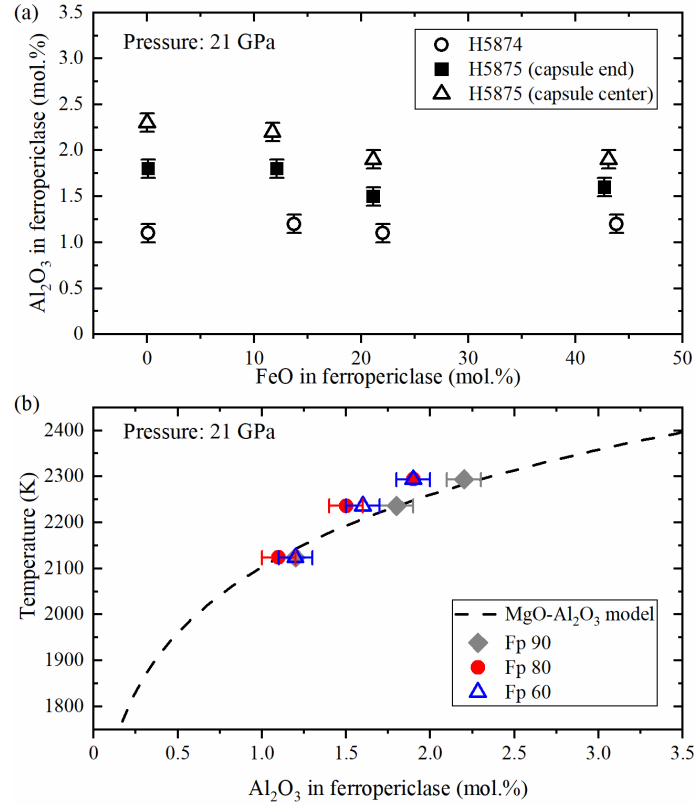 (a)
Pressure: 21 GPa
H5874
H5875 (capsule end)
H5875 (capsule center)
Al₂O₃ in ferropericlase (mol.%)
3.5
3.0
2.5
2.0
1.5
1.0
0.5
0
0 10 20 30 40 50
FeO in ferropericlase (mol.%)
(b)
Pressure: 21 GPa
Temperature (K)
2400
2300
2200
2100
2000
1900
1800
MgO-Al₂O₃ model
Fp 90
Fp 80
Fp 60
0 0.5 1.0 1.5 2.0 2.5 3.0 3.5
Al₂O₃ in ferropericlase (mol.%)